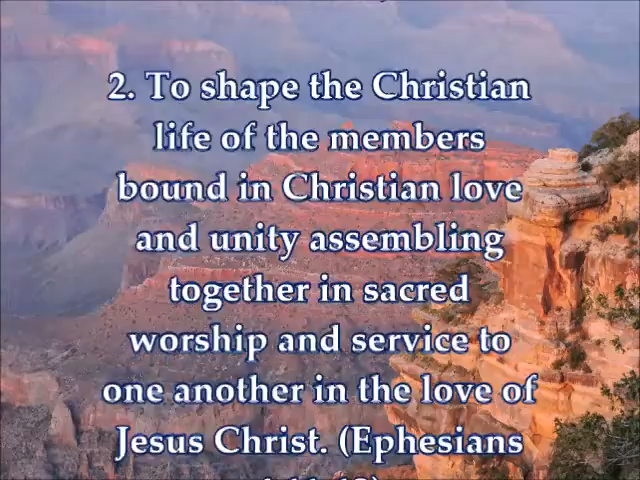 2. To shape the Christian
life of the members
bound in Christian love
and unity assembling
together in sacred
worship and service to
one another in the love of
Jesus Christ. (Ephesians